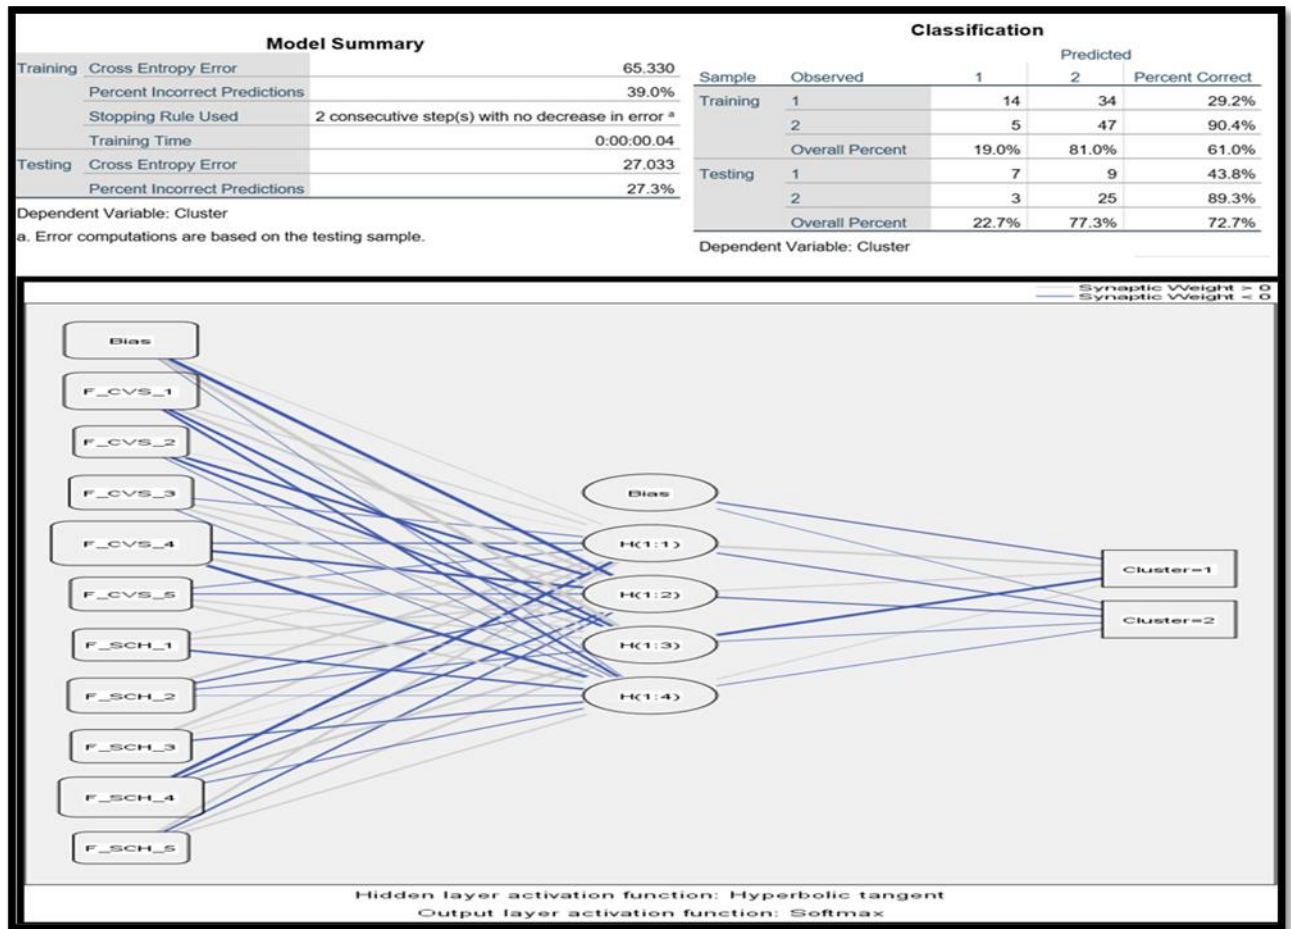 Model Summary
Training Cross Entropy Error 65.330
Percent Incorrect Predictions 39.0%
Stopping Rule Used 2 consecutive step(s) with no decrease in error a
Training Time 0:00:00.04
Testing Cross Entropy Error 27.033
Percent Incorrect Predictions 27.3%
Dependent Variable: Cluster
a. Error computations are based on the testing sample.
Classification
Predicted
Sample Observed 1 2 Percent Correct
Training 1 14 34 29.2%
2 5 47 90.4%
Overall Percent 19.0% 81.0% 61.0%
Testing 1 7 9 43.8%
2 3 25 89.3%
Overall Percent 22.7% 77.3% 72.7%
Dependent Variable: Cluster
Synaptic Weight > 0
Synaptic Weight < 0
Bias
F_CVS_1
F_CVS_2
F_CVS_3
F_CVS_4
F_CVS_5
F_SCH_1
F_SCH_2
F_SCH_3
F_SCH_4
F_SCH_5
Bias
H(1:1)
H(1:2)
H(1:3)
H(1:4)
Cluster=1
Cluster=2
Hidden layer activation function: Hyperbolic tangent
Output layer activation function: Softmax